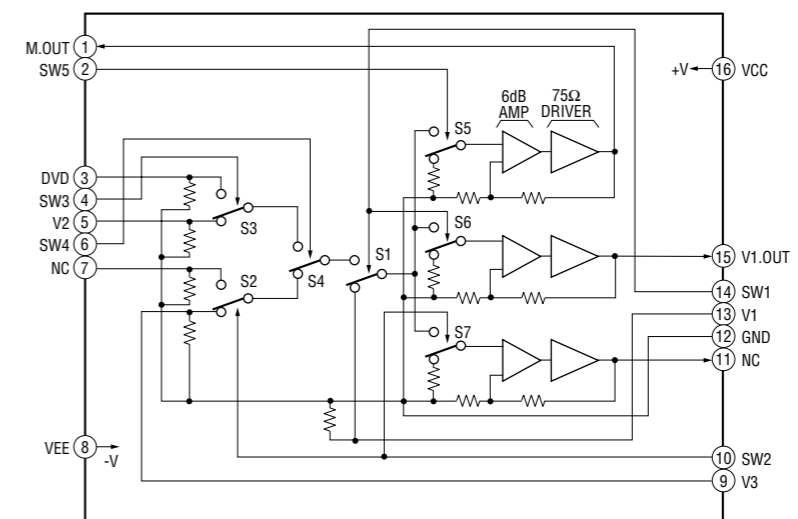 M.OUT 1
SW5 2
DVD 3
SW3 4
V2 5
SW4 6
NC 7
VEE 8
-V
S3
S2
S4
S1
S5
S6
S7
6dB
AMP
75Ω
DRIVER
+V 16 VCC
15 V1.OUT
14 SW1
13 V1
12 GND
11 NC
10 SW2
9 V3